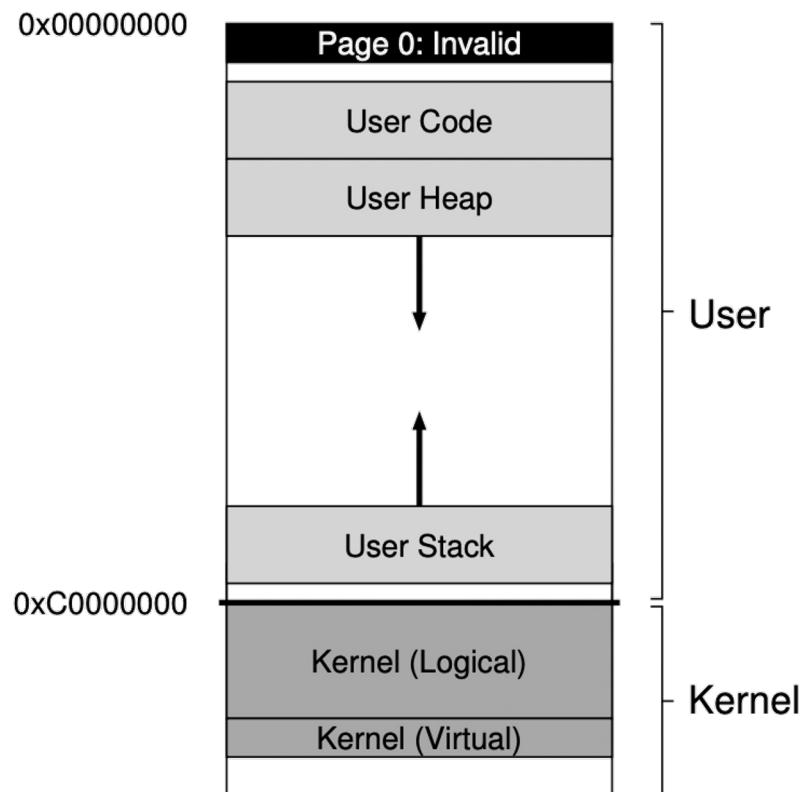 0x00000000
Page 0: Invalid
User Code
User Heap
User
User Stack
0xC0000000
Kernel (Logical)
Kernel
Kernel (Virtual)